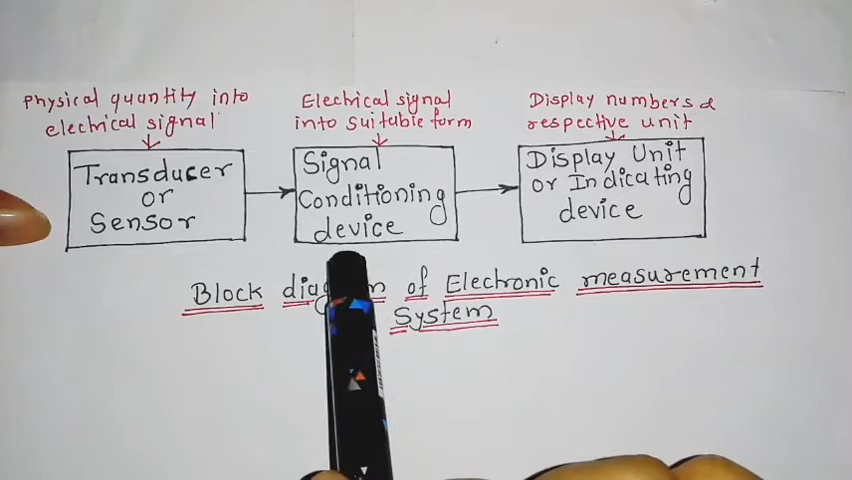 Physical quantity into
electrical signal
Transducer
or
Sensor
Electrical signal
into suitable form
Signal
Conditioning
device
Display numbers &
respective unit
Display Unit
or Indicating
device
Block of Electronic measurement
System